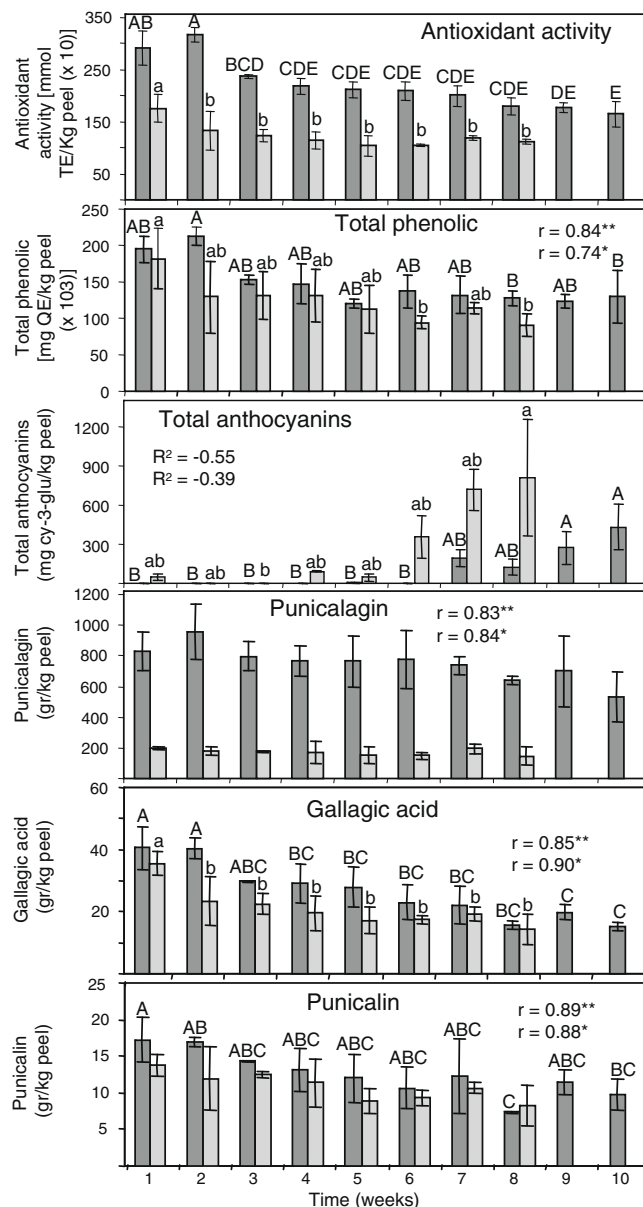 Antioxidant activity
Antioxidant
activity [mmol
TE/Kg peel (x 10)]
350
250
150
50
AB A BCD CDE CDE CDE CDE CDE DE E
a b b b b b b b
Total phenolic
Total phenolic
[mg QE/kg peel
(x 103)]
250
200
150
100
50
0
r = 0.84**
r = 0.74*
AB a A ab AB ab AB ab AB ab AB b AB ab B b AB B
Total anthocyanins
Total anthocyanins
(mg cy-3-glu/kg peel)
1200
900
600
300
R² = -0.55
R² = -0.39
B ab B ab B b B ab B ab B ab AB ab AB a A A
Punicalagin
Punicalagin
(gr/kg peel)
1200
1000
800
600
400
200
r = 0.83**
r = 0.84*
Gallagic acid
Gallagic acid
(gr/kg peel)
60
40
20
0
r = 0.85**
r = 0.90*
A a A b ABC b BC b BC b BC b BC b BC b C C
Punicalin
Punicalin
(gr/kg peel)
25
20
15
10
5
r = 0.89**
r = 0.88*
A AB ABC ABC ABC ABC ABC C ABC BC
1 2 3 4 5 6 7 8 9 10
Time (weeks)